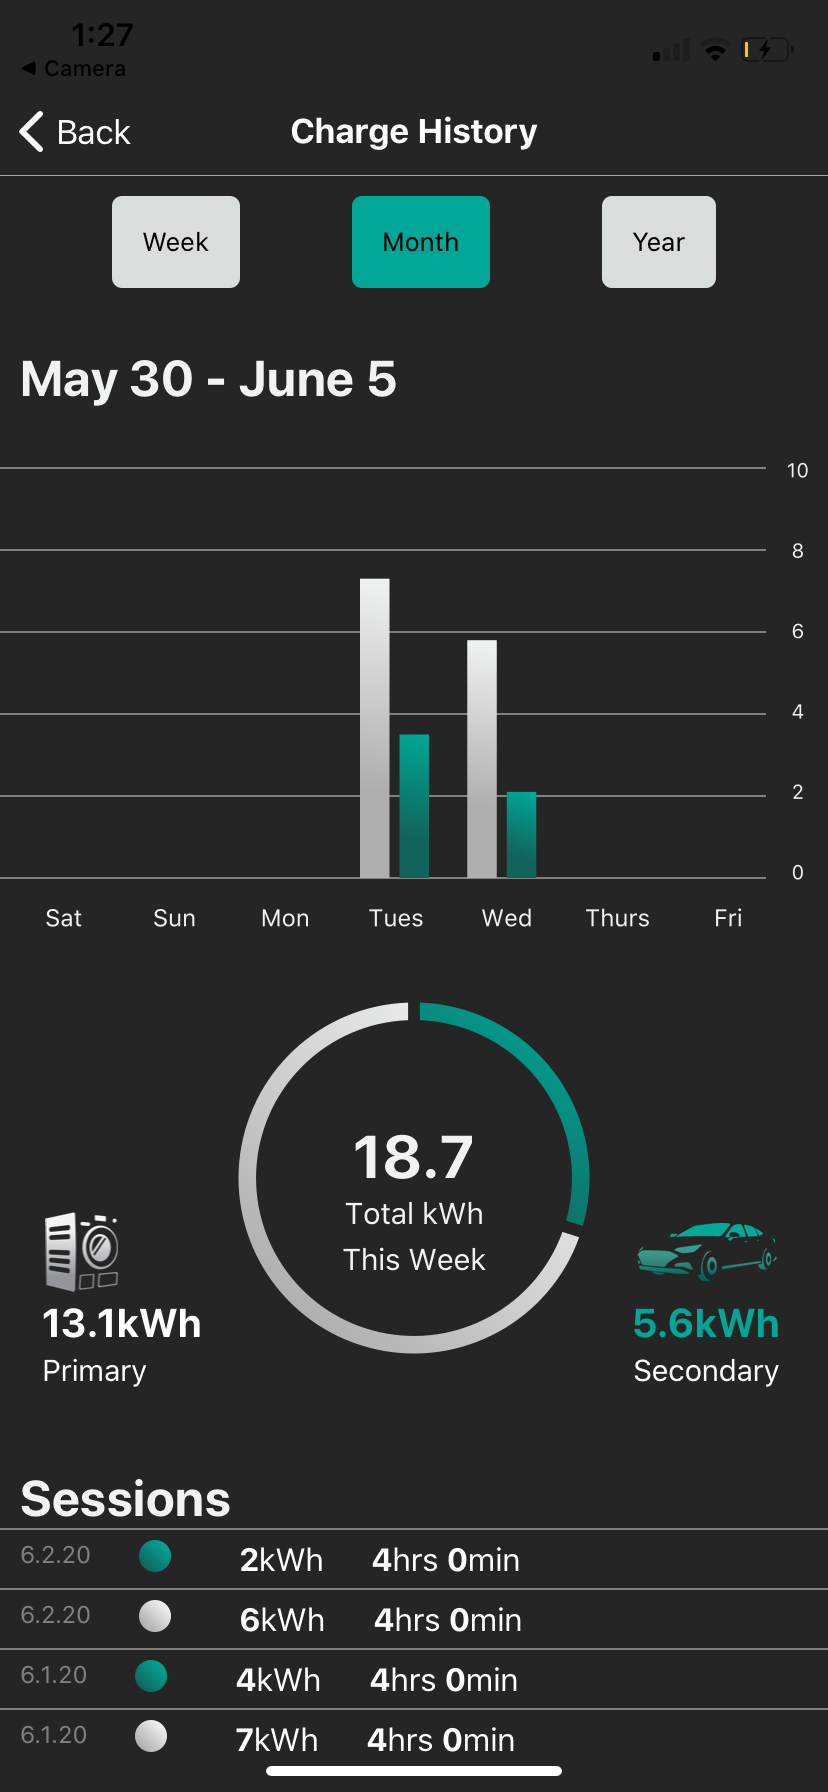 1:27
◀ Camera
Back
Charge History
Week
Month
Year
May 30 - June 5
10
8
6
4
2
0
Sat Sun Mon Tues Wed Thurs Fri
18.7
Total kWh
This Week
13.1kWh
Primary
5.6kWh
Secondary
Sessions
6.2.20 2kWh 4hrs 0min
6.2.20 6kWh 4hrs 0min
6.1.20 4kWh 4hrs 0min
6.1.20 7kWh 4hrs 0min